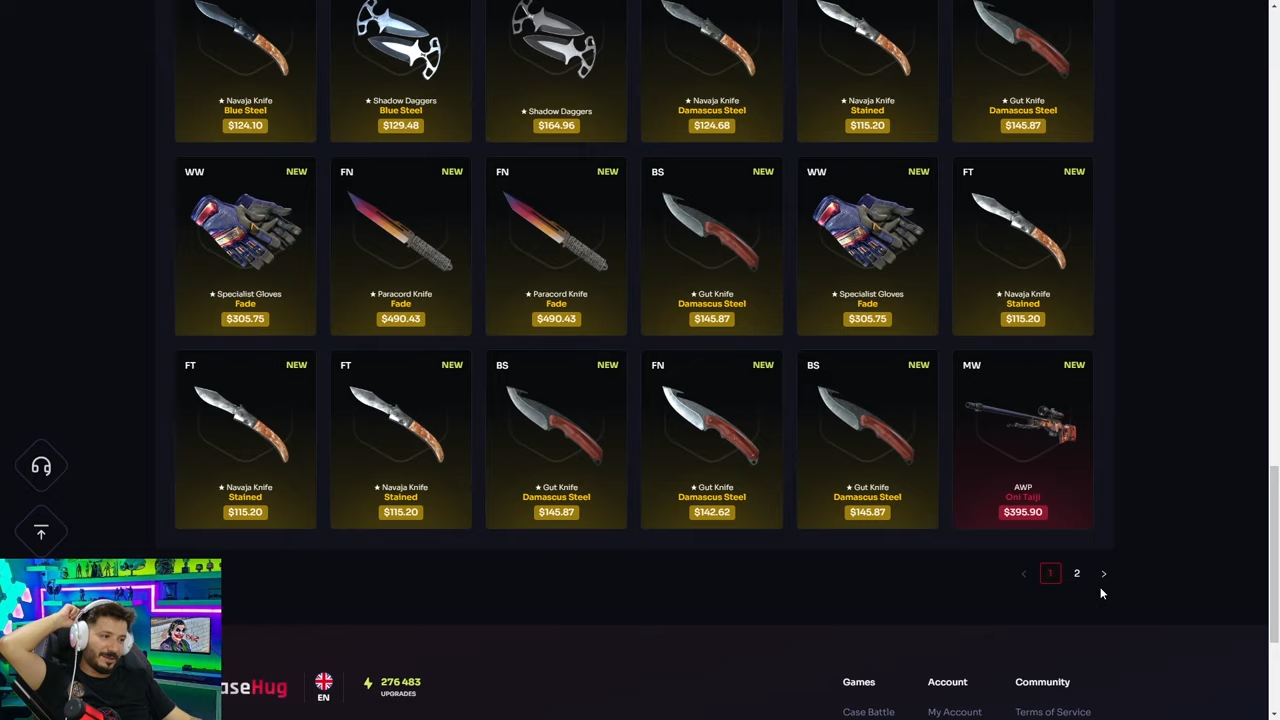 ★ Navaja Knife
Blue Steel
$124.10
★ Shadow Daggers
Blue Steel
$129.48
★ Shadow Daggers
$164.96
★ Navaja Knife
Damascus Steel
$124.68
★ Navaja Knife
Stained
$115.20
★ Gut Knife
Damascus Steel
$145.87
WW NEW
★ Specialist Gloves
Fade
$305.75
FN NEW
★ Paracord Knife
Fade
$490.43
FN NEW
★ Paracord Knife
Fade
$490.43
BS NEW
★ Gut Knife
Damascus Steel
$145.87
WW NEW
★ Specialist Gloves
Fade
$305.75
FT NEW
★ Navaja Knife
Stained
$115.20
FT NEW
★ Navaja Knife
Stained
$115.20
FT NEW
★ Navaja Knife
Stained
$115.20
BS NEW
★ Gut Knife
Damascus Steel
$145.87
FN NEW
★ Gut Knife
Damascus Steel
$142.62
BS NEW
★ Gut Knife
Damascus Steel
$145.87
MW NEW
AWP
Oni Taiji
$395.90
< 1 2 >
aseHug
EN
276 483
UPGRADES
Games
Case Battle
Account
My Account
Community
Terms of Service